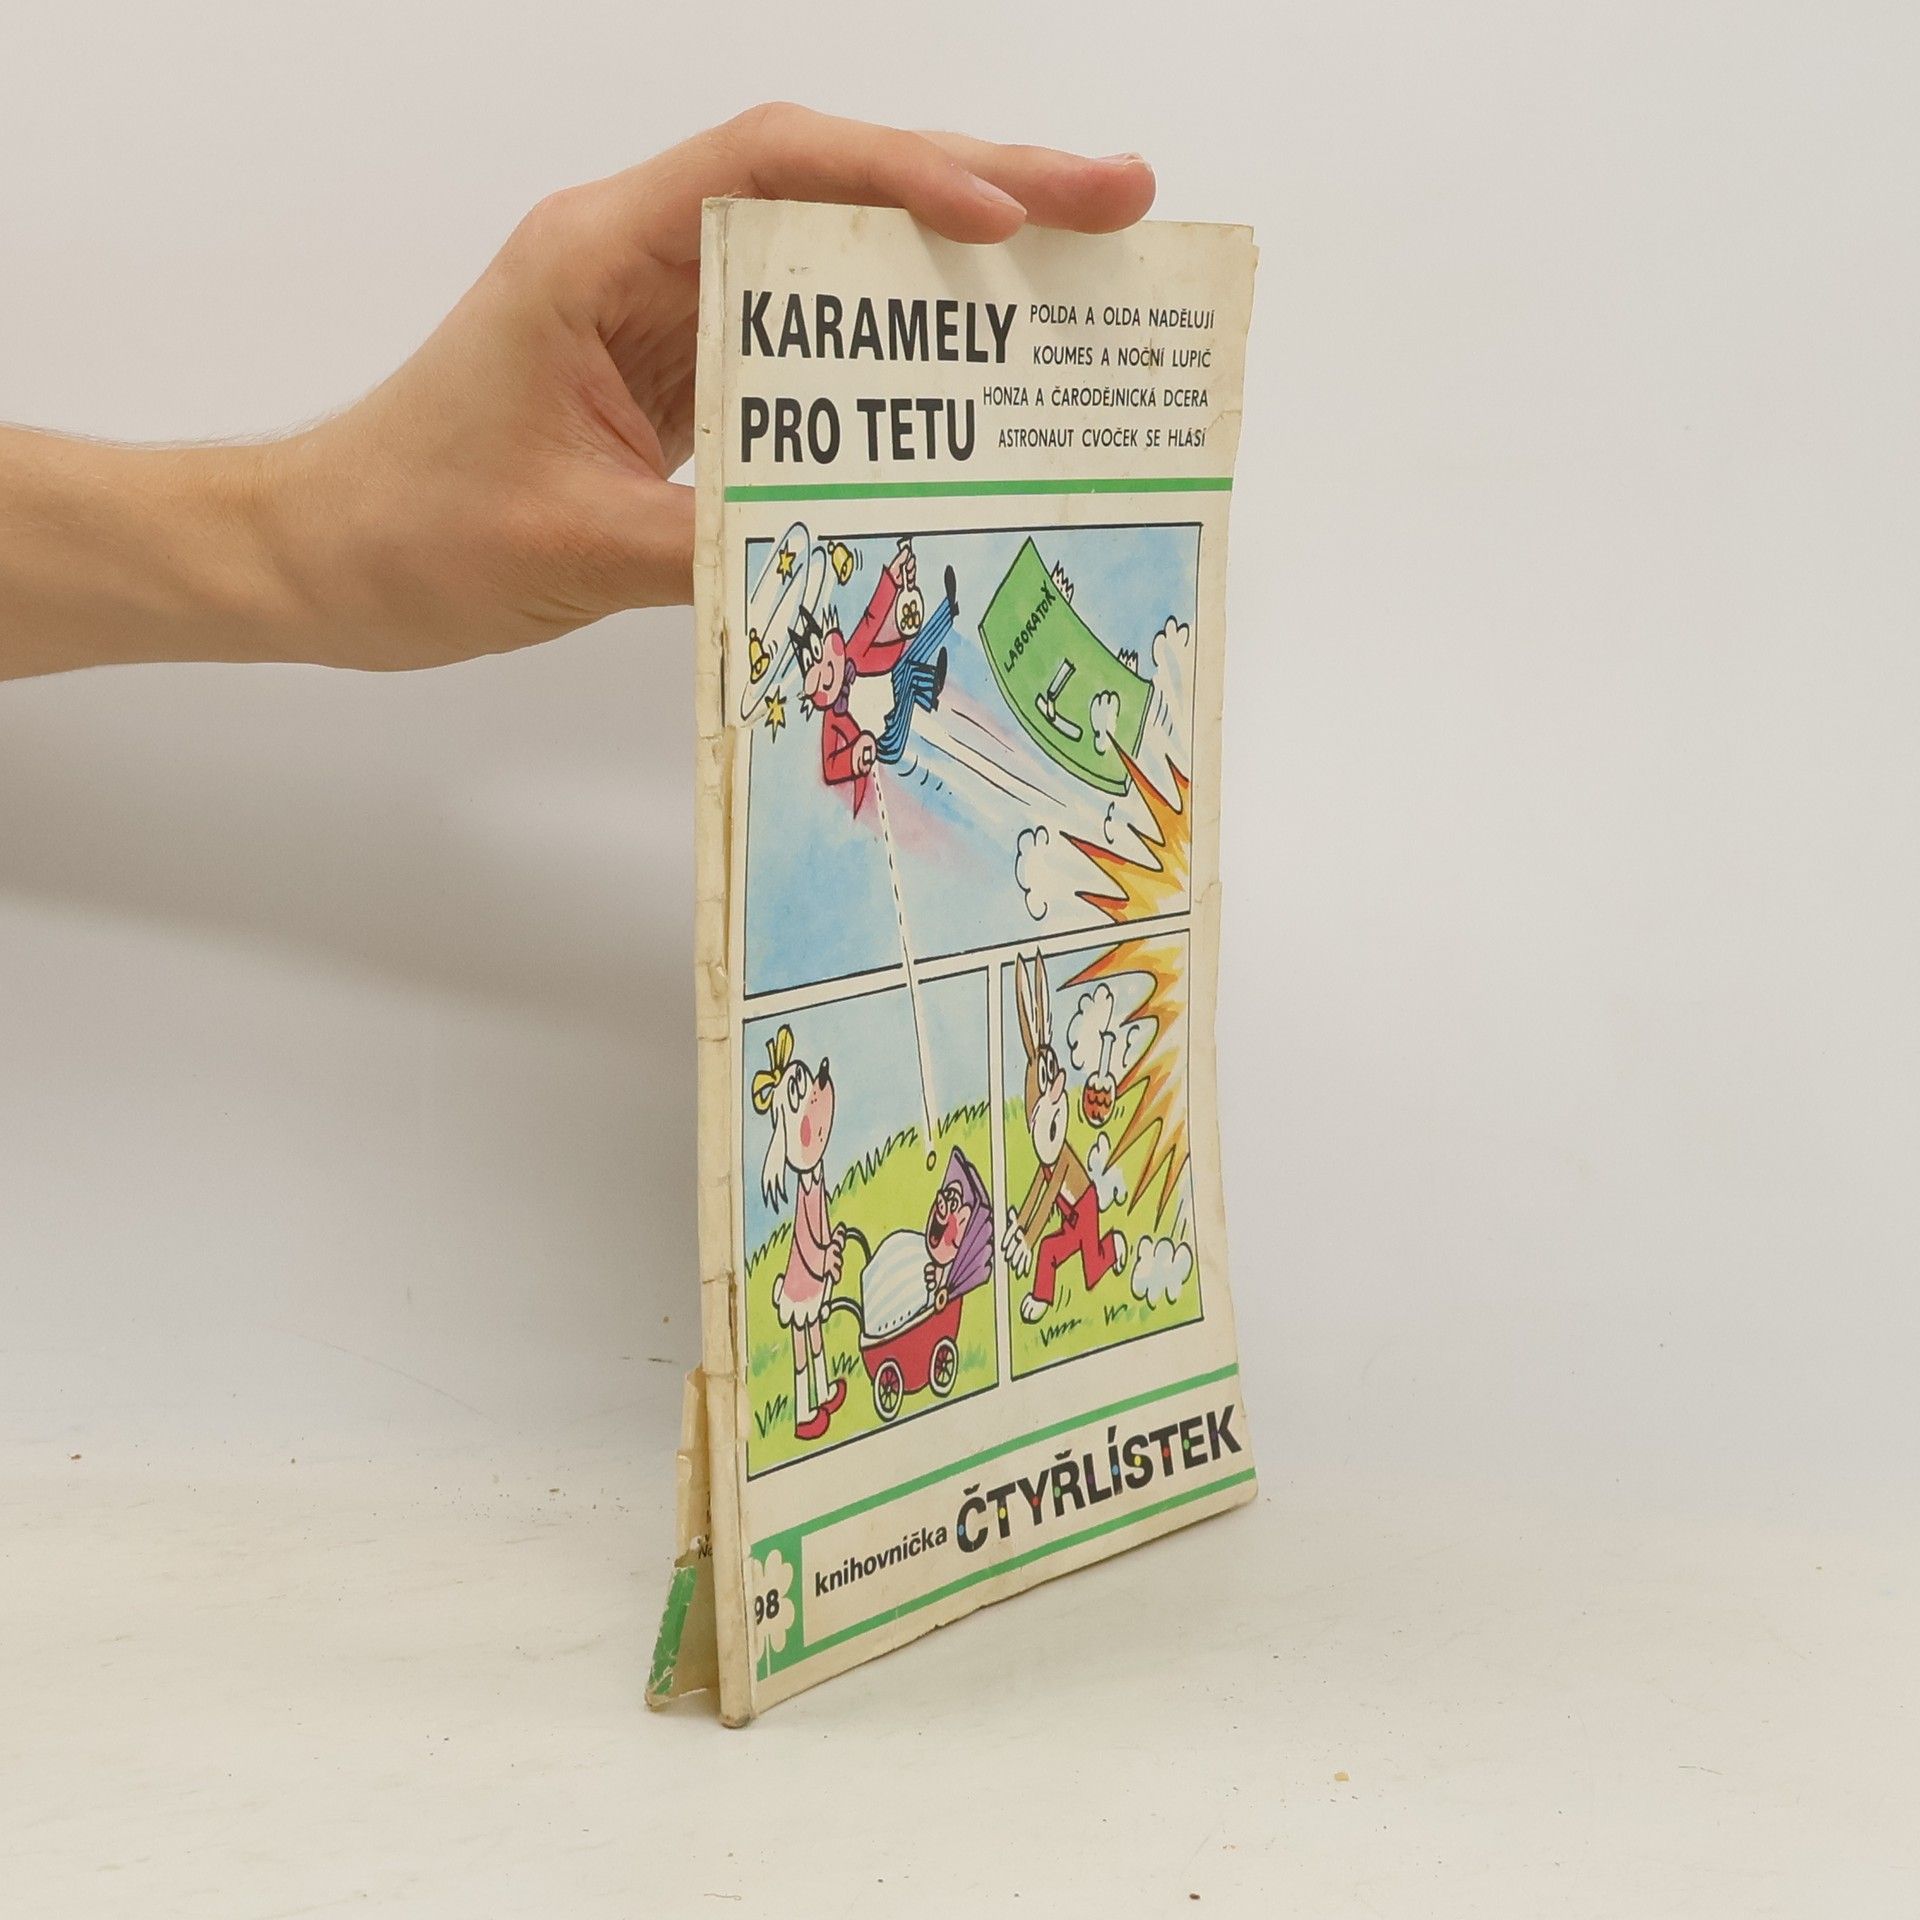 KARAMELY
PRO TETU
POLDA A OLDA NADĚLUJÍ
KOUMES A NOČNÍ LUPIČ
HONZA A ČARODĚJNICKÁ DCERA
ASTRONAUT CVOČEK SE HLÁSÍ
LABORATOŘ
98
knihovnička ČTYŘLÍSTEK